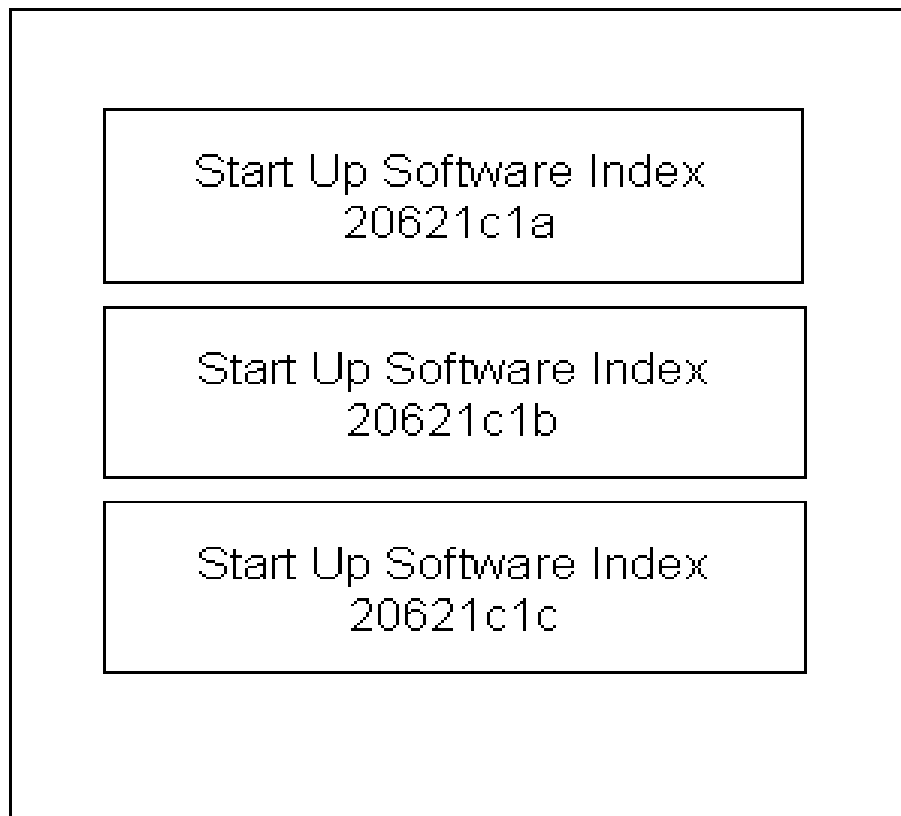 Start Up Software Index
20621c1a
Start Up Software Index
20621c1b
Start Up Software Index
20621c1c